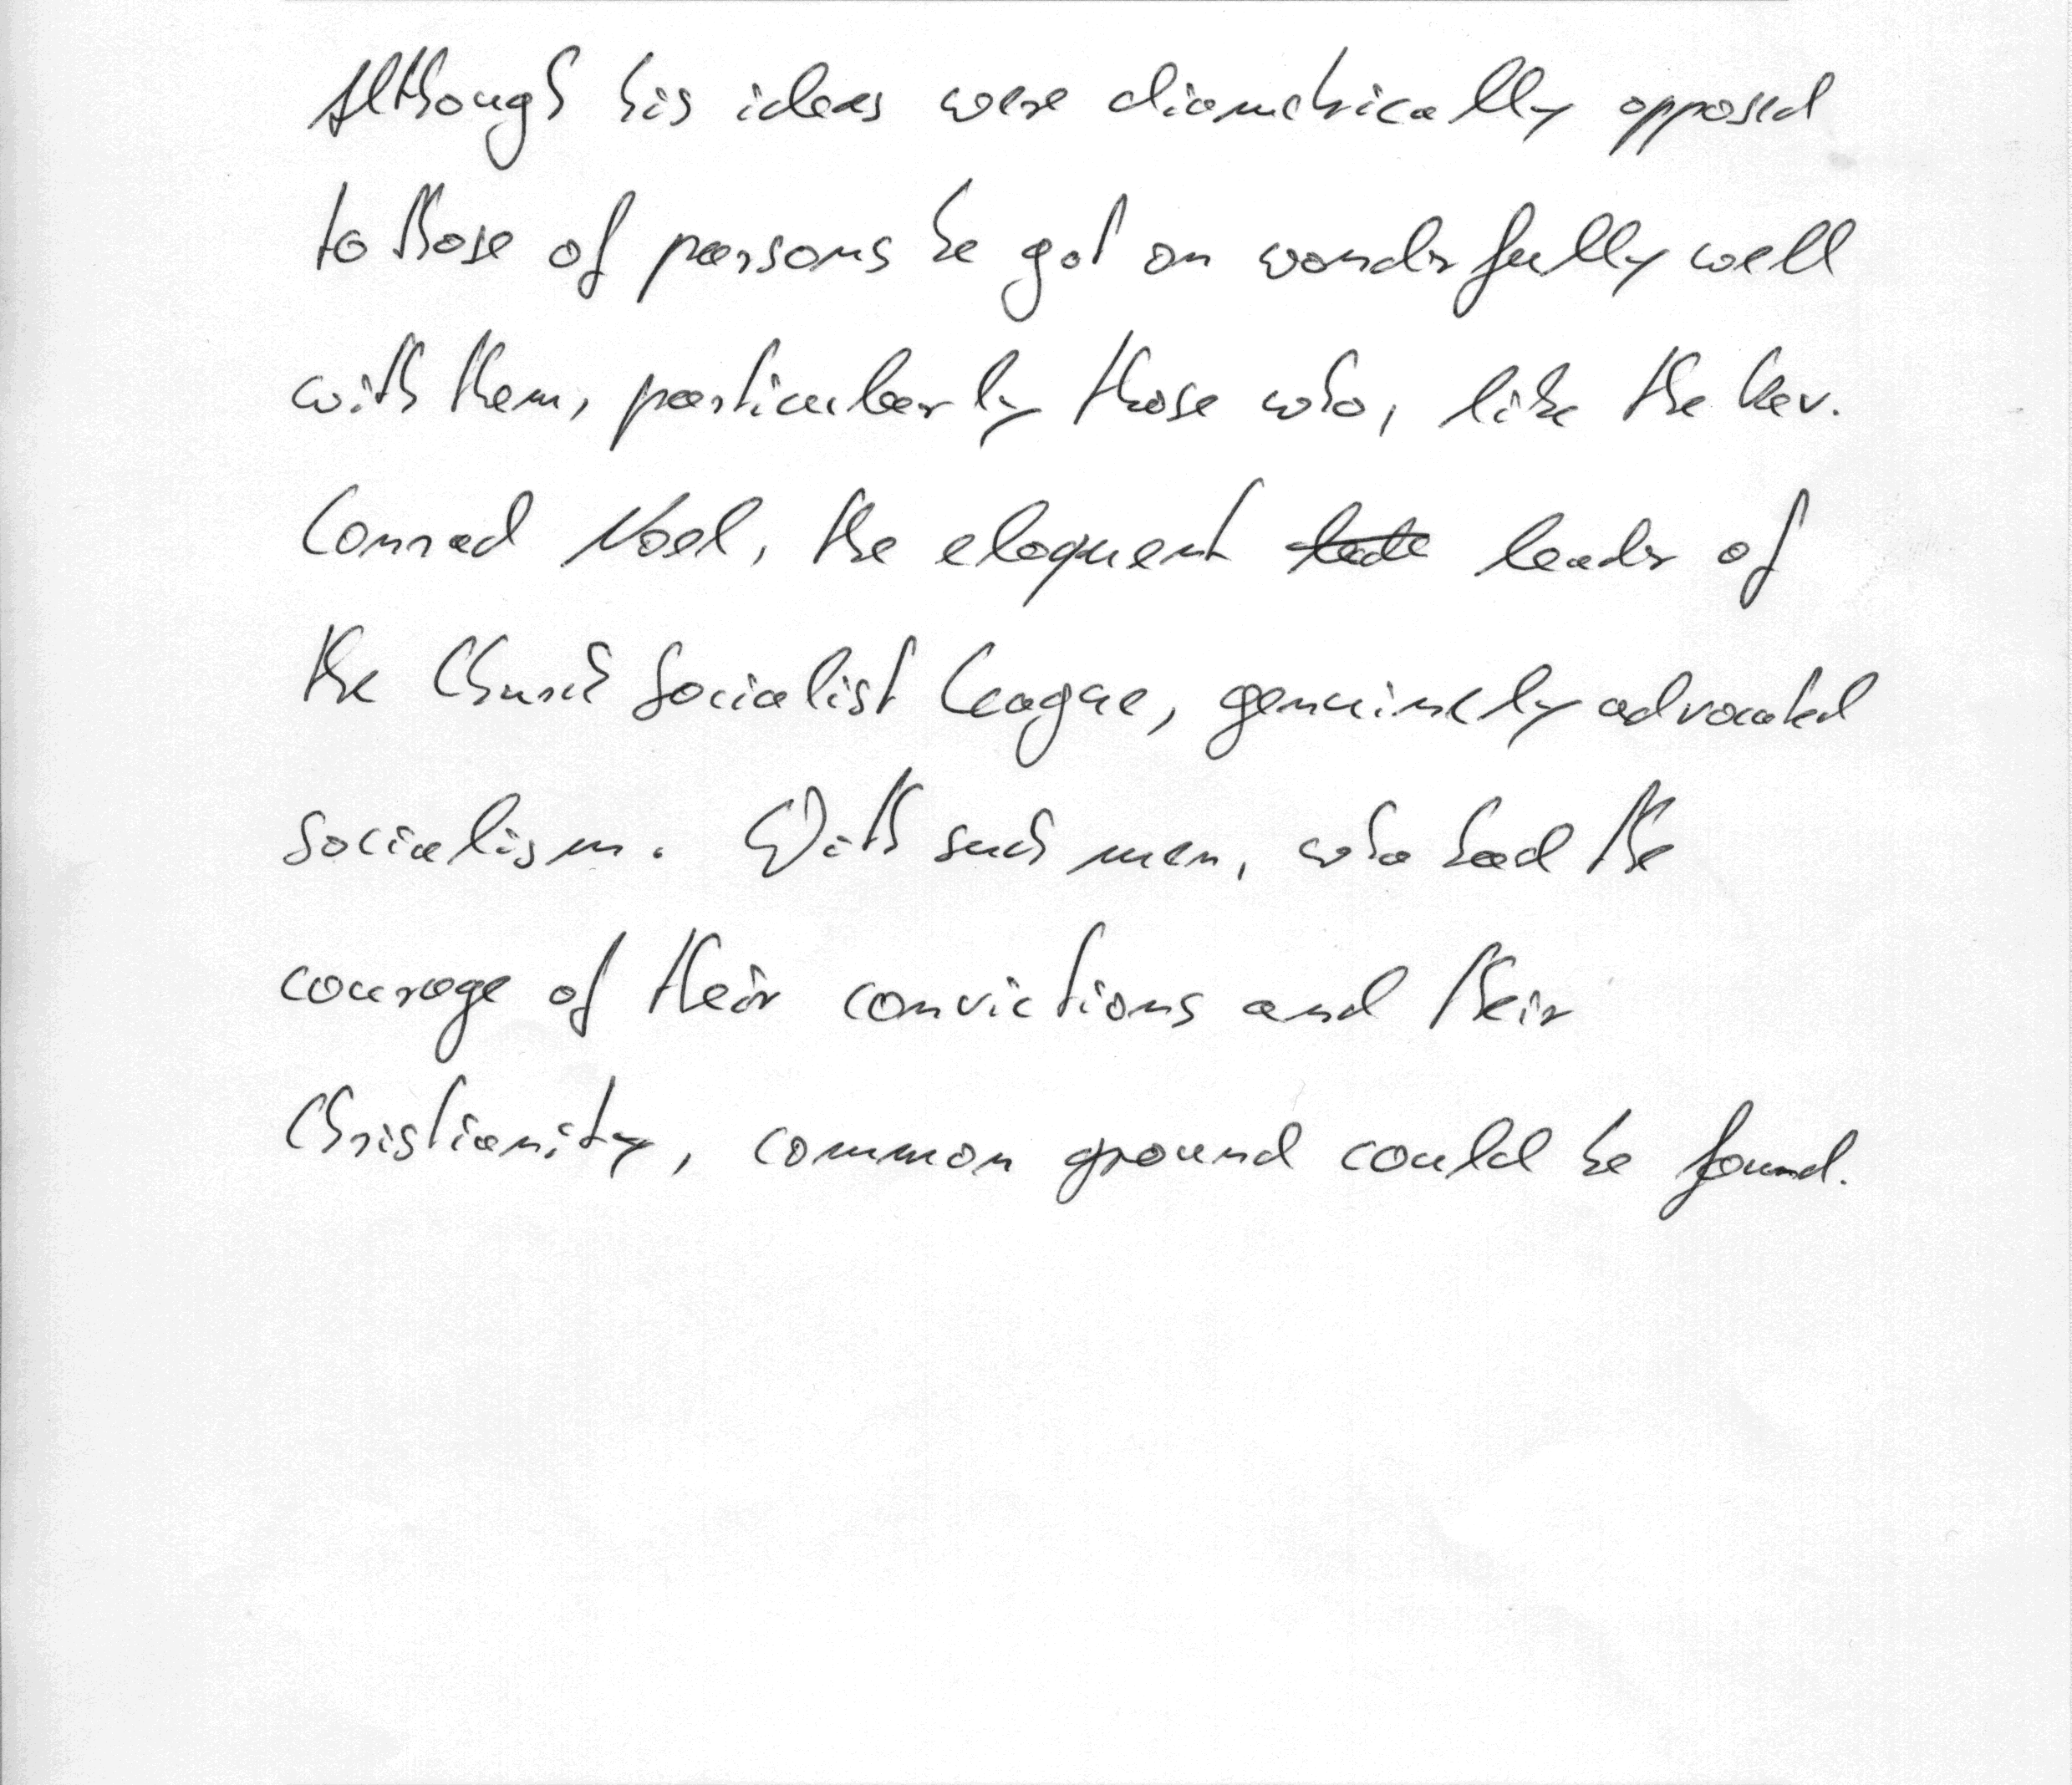 Although his ideas were diametrically opposed
to those of parsons he got on wonderfully well
with them, particularly those who, like the Rev.
Conrad Noel, the eloquent leader of
the Church Socialist League, genuinely advocated
socialism. With such men, who had the
courage of their convictions and their
Christianity, common ground could be found.